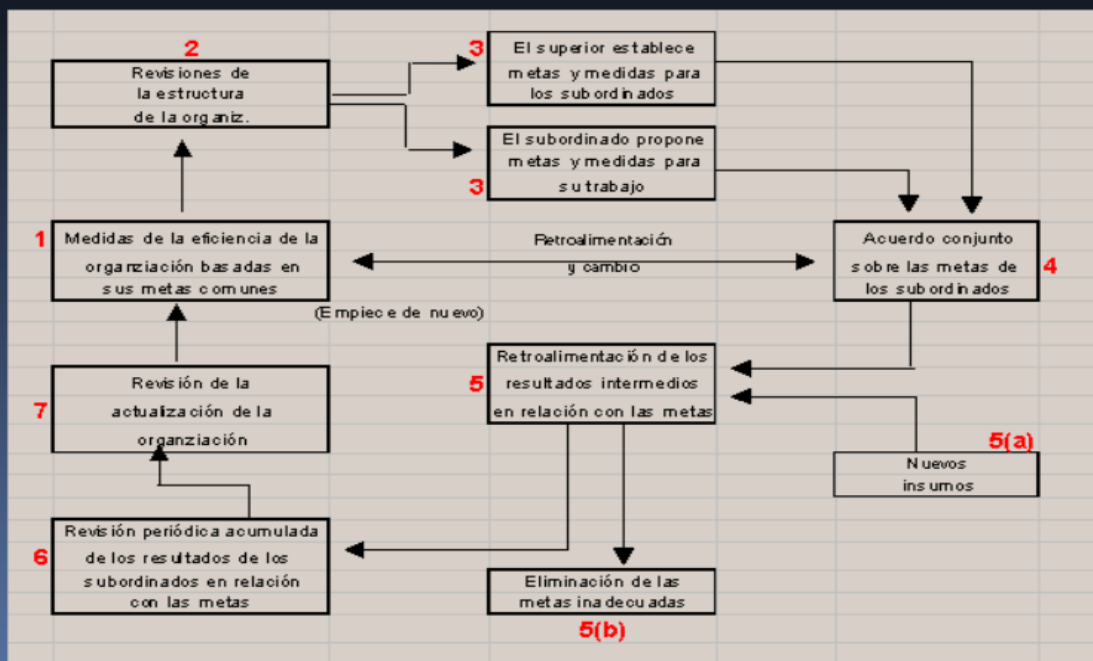 2
Revisiones de
la estructura
de la organiz.
3
El superior establece
metas y medidas para
los subordinados
El subordinado propone
metas y medidas para
su trabajo
3
1
Medidas de la eficiencia de la
organziación basadas en
sus metas comunes
Retroalimentación
y cambio
Acuerdo conjunto
sobre las metas de
los subordinados
4
(Empiece de nuevo)
7
Revisión de la
actualización de la
organziación
5
Retroalimentación de los
resultados intermedios
en relación con las metas
5(a)
Nuevos
insumos
6
Revisión periódica acumulada
de los resultados de los
subordinados en relación
con las metas
Eliminación de las
metas inadecuadas
5(b)